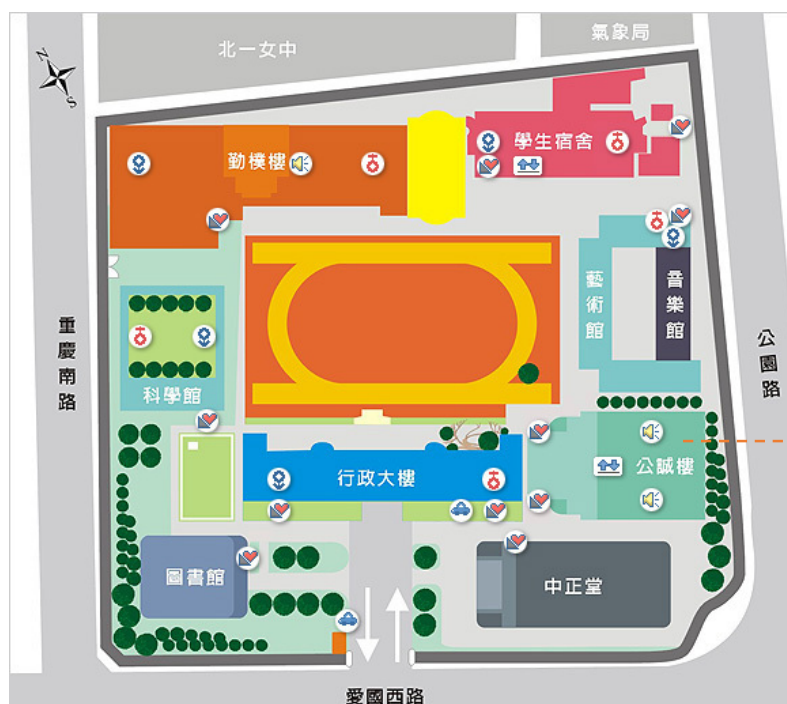 氣象局
北一女中
N
S
學生宿舍
勤樸樓
藝術館
音樂館
重慶南路
公園路
科學館
公誠樓
行政大樓
圖書館
中正堂
愛國西路